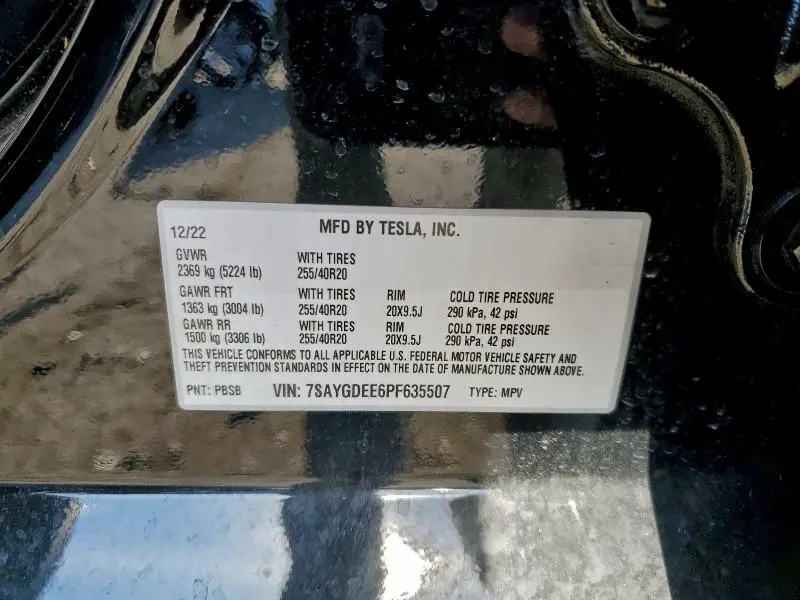 12/22 MFD BY TESLA, INC.
GVWR WITH TIRES
2369 kg (5224 lb) 255/40R20
GAWR FRT WITH TIRES RIM COLD TIRE PRESSURE
1363 kg (3004 lb) 255/40R20 20X9.5J 290 kPa, 42 psi
GAWR RR WITH TIRES RIM COLD TIRE PRESSURE
1500 kg (3306 lb) 255/40R20 20X9.5J 290 kPa, 42 psi
THIS VEHICLE CONFORMS TO ALL APPLICABLE U.S. FEDERAL MOTOR VEHICLE SAFETY AND
THEFT PREVENTION STANDARDS IN EFFECT ON THE DATE OF MANUFACTURE SHOWN ABOVE.
PNT: PBSB VIN: 7SAYGDEE6PF635507 TYPE: MPV